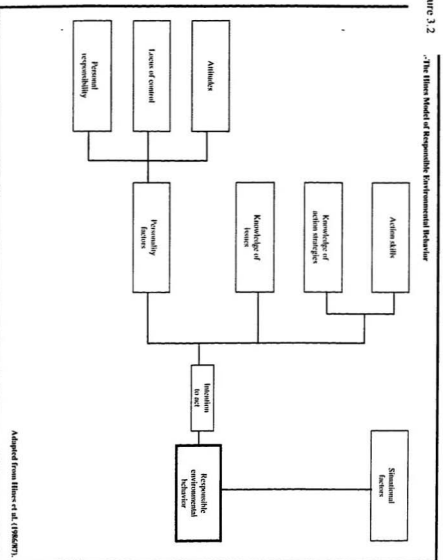 ure 3.2
.-The Hines Model of Responsible Environmental Behavior
Action skills
Knowledge of
action strategies
Knowledge of
issues
Attitudes
Locus of control
Personal
responsibility
Personality
factors
Situational
factors
Intention
to act
Responsible
environmental
behavior
Adapted from Hines et al. (1986/87).